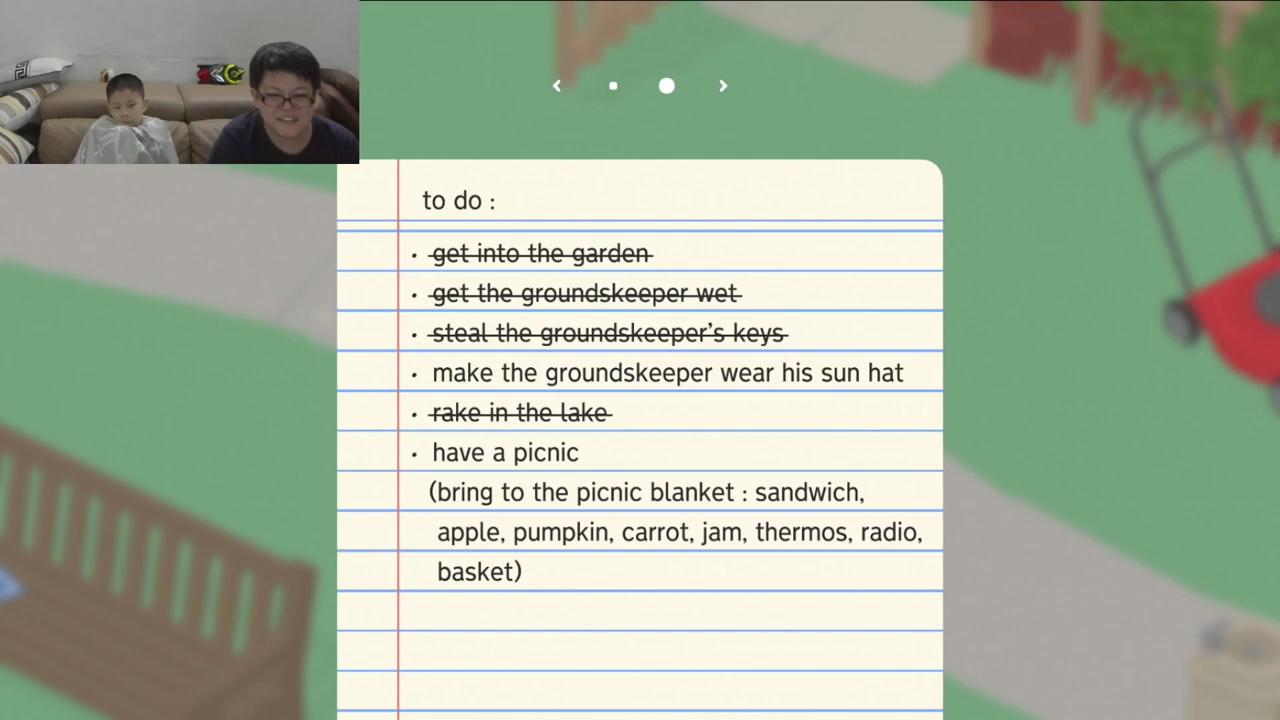 to do :
• get into the garden
• get the groundskeeper wet
• steal the groundskeeper's keys
• make the groundskeeper wear his sun hat
• rake in the lake
• have a picnic
(bring to the picnic blanket : sandwich,
apple, pumpkin, carrot, jam, thermos, radio,
basket)